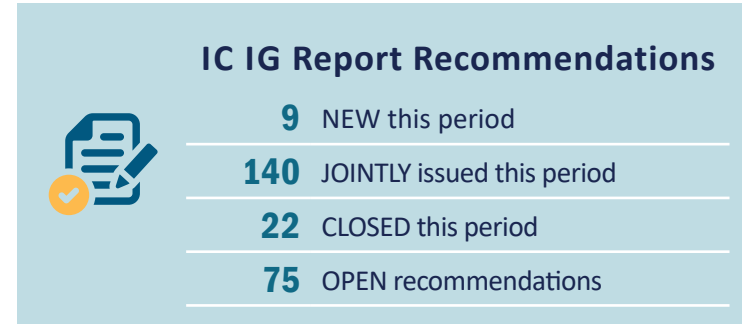 IC IG Report Recommendations
9 NEW this period
140 JOINTLY issued this period
22 CLOSED this period
75 OPEN recommendations